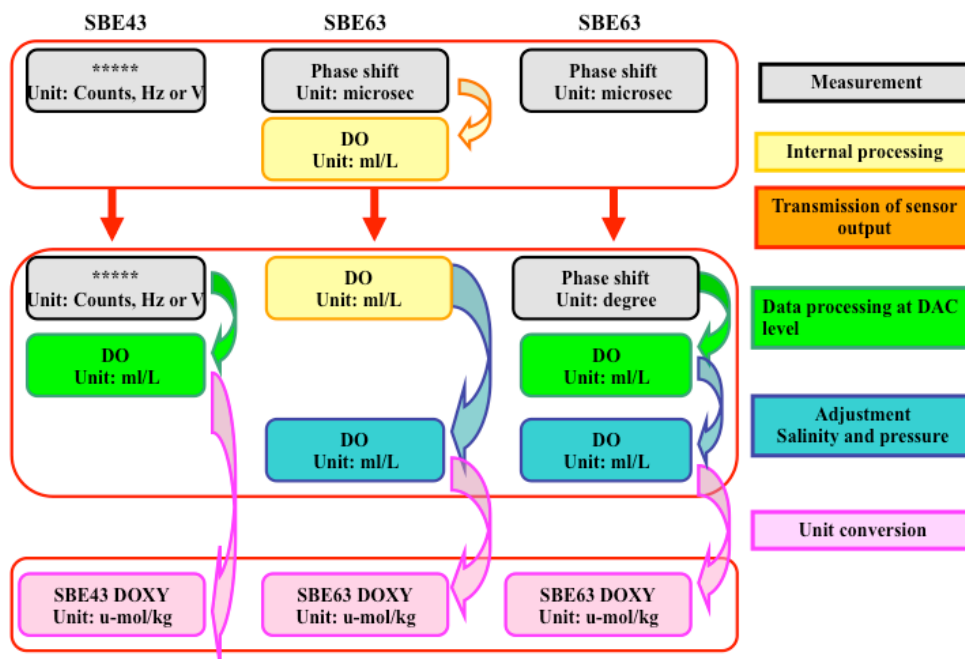 SBE43
SBE63
SBE63
*****
Unit: Counts, Hz or V
Phase shift
Unit: microsec
Phase shift
Unit: microsec
DO
Unit: ml/L
Measurement
Internal processing
Transmission of sensor
output
*****
Unit: Counts, Hz or V
DO
Unit: ml/L
Phase shift
Unit: degree
DO
Unit: ml/L
DO
Unit: ml/L
Data processing at DAC
level
DO
Unit: ml/L
DO
Unit: ml/L
Adjustment
Salinity and pressure
Unit conversion
SBE43 DOXY
Unit: u-mol/kg
SBE63 DOXY
Unit: u-mol/kg
SBE63 DOXY
Unit: u-mol/kg